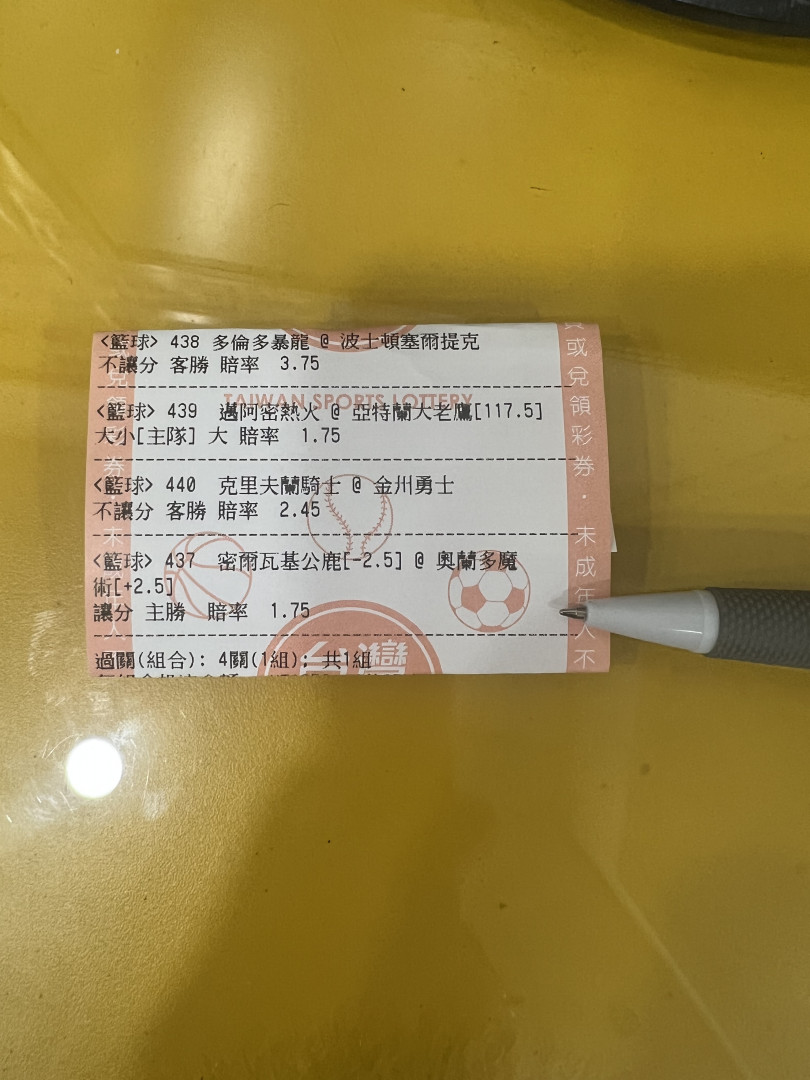 <籃球> 438 多倫多暴龍 @ 波士頓塞爾提克
不讓分 客勝 賠率 3.75
TAIWAN SPORTS LOTTERY
<籃球> 439 邁阿密熱火 @ 亞特蘭大老鷹[117.5]
大小[主隊] 大 賠率 1.75
<籃球> 440 克里夫蘭騎士 @ 金州勇士
不讓分 客勝 賠率 2.45
<籃球> 437 密爾瓦基公鹿[-2.5] @ 奧蘭多魔
術[+2.5]
讓分 主勝 賠率 1.75
過關(組合): 4關(1組); 共1組
台灣
或兌領彩券．未成年人不